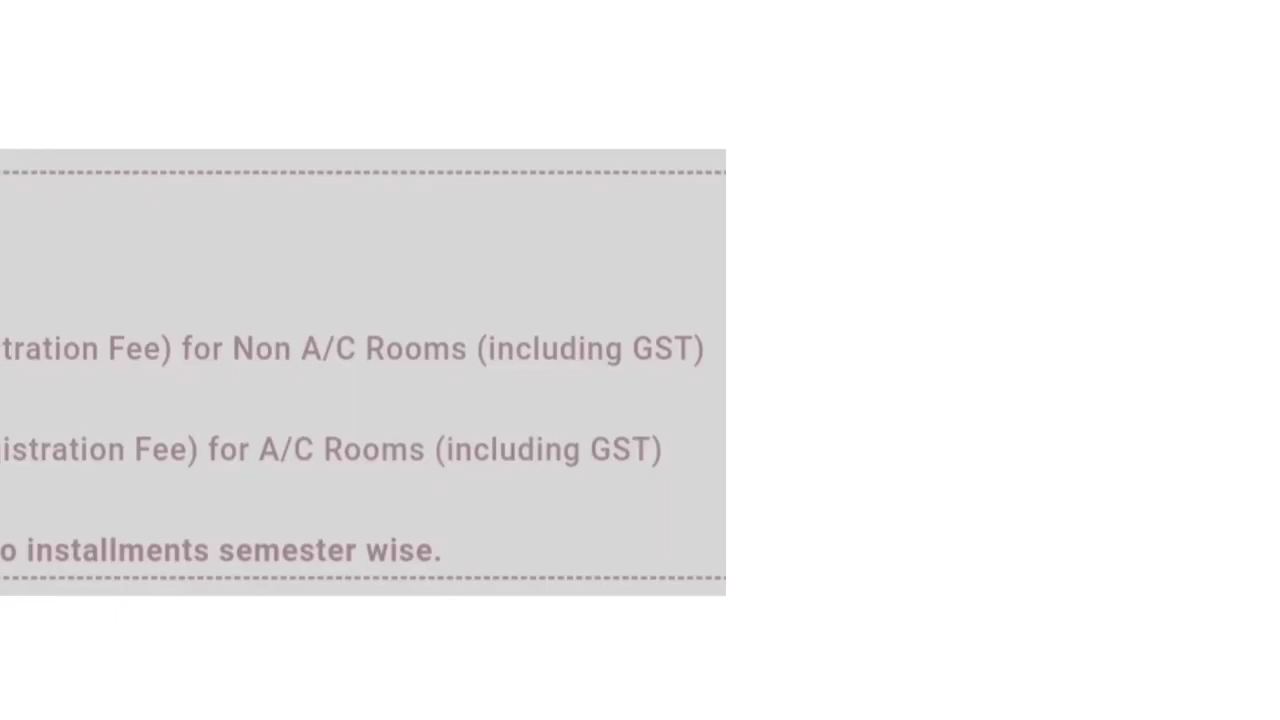 tration Fee) for Non A/C Rooms (including GST)
istration Fee) for A/C Rooms (including GST)
o installments semester wise.